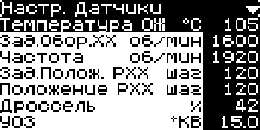 Настр. Датчики
Температура ОЖ °C 105
Зад.Обор.ХХ об/мин 1600
Частота об/мин 1920
Зад.Полож. РХХ шаг 120
Положение РХХ шаг 120
Дроссель % 42
УОЗ °КВ 15.0